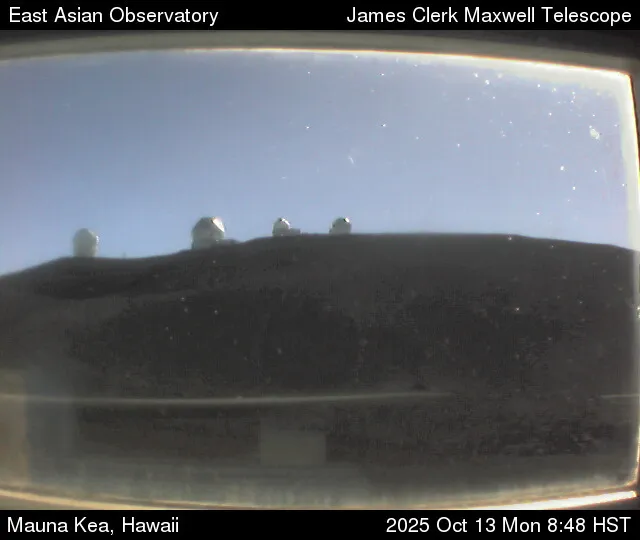 East Asian Observatory
James Clerk Maxwell Telescope
Mauna Kea, Hawaii
2025 Oct 13 Mon 8:48 HST